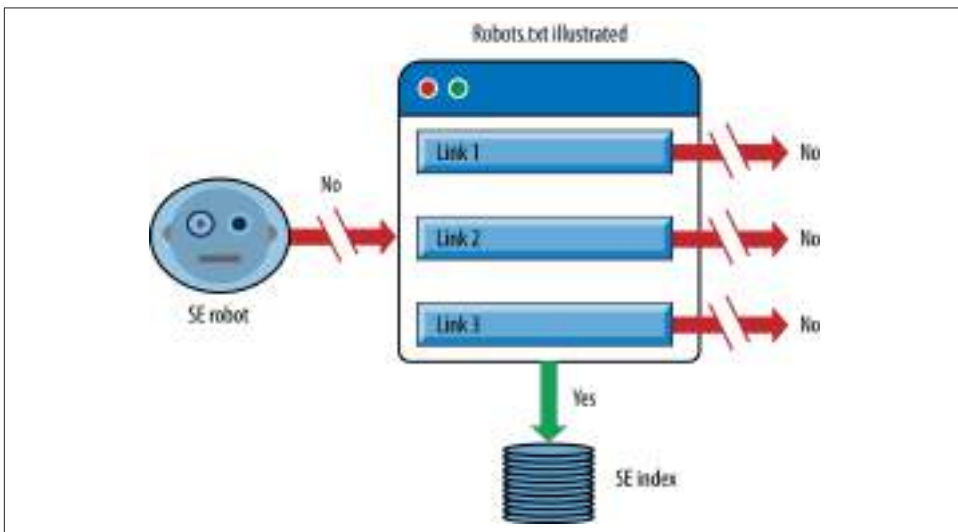 Robots.txt illustrated
Link 1
No
No
Link 2
No
SE robot
Link 3
No
Yes
SE index